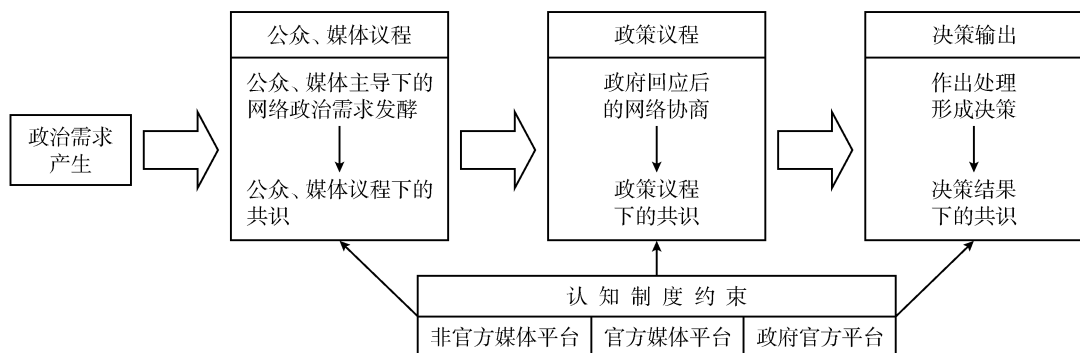 政治需求
产生
公众、媒体议程
公众、媒体主导下的
网络政治需求发酵
公众、媒体议程下的
共识
政策议程
政府回应后
的网络协商
政策议程
下的共识
决策输出
作出处理
形成决策
决策结果
下的共识
认知制度约束
非官方媒体平台
官方媒体平台
政府官方平台